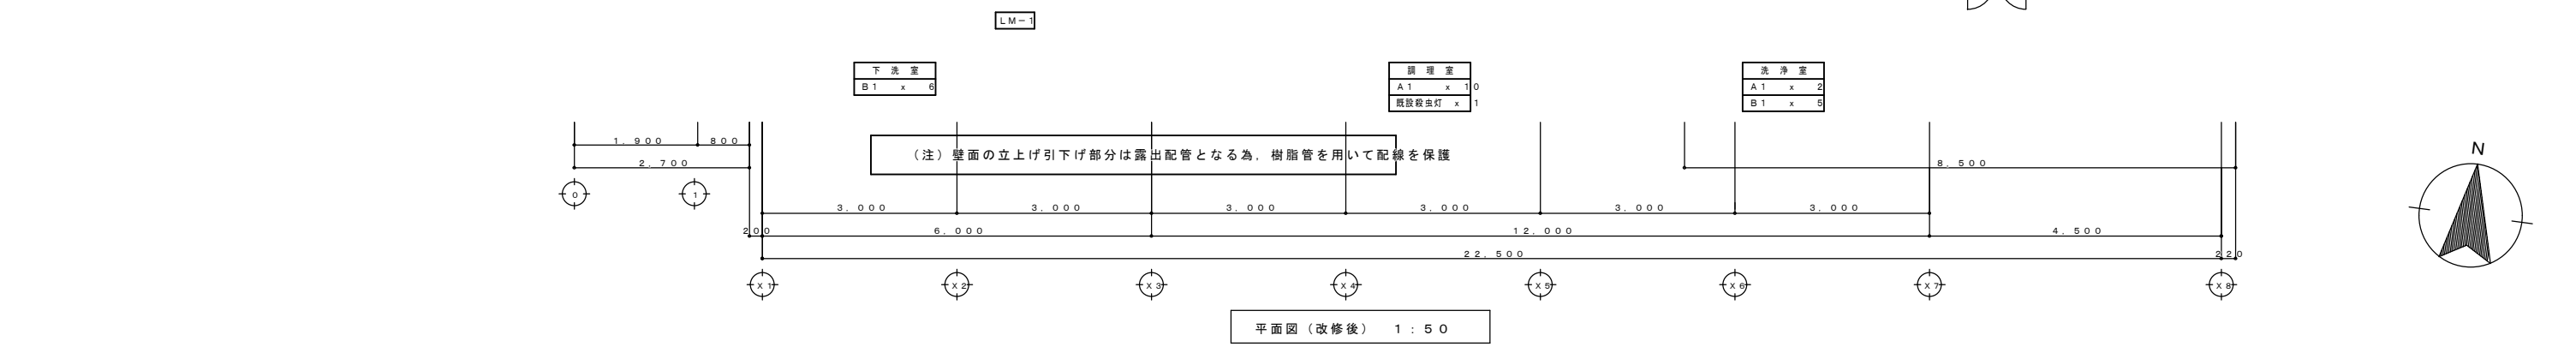 LM-1
下洗室
B1 x 6
調理室
A1 x 10
既設殺虫灯 x 1
洗浄室
A1 x 2
B1 x 5
1.900 800
2.700
(注)壁面の立上げ引下げ部分は露出配管となる為,樹脂管を用いて配線を保護
8.500
N
0 1
3.000 3.000 3.000 3.000 3.000 3.000
200 6.000 12.000 4.500
22.500 220
X1 X2 X3 X4 X5 X6 X7 X8
平面図(改修後) 1:50